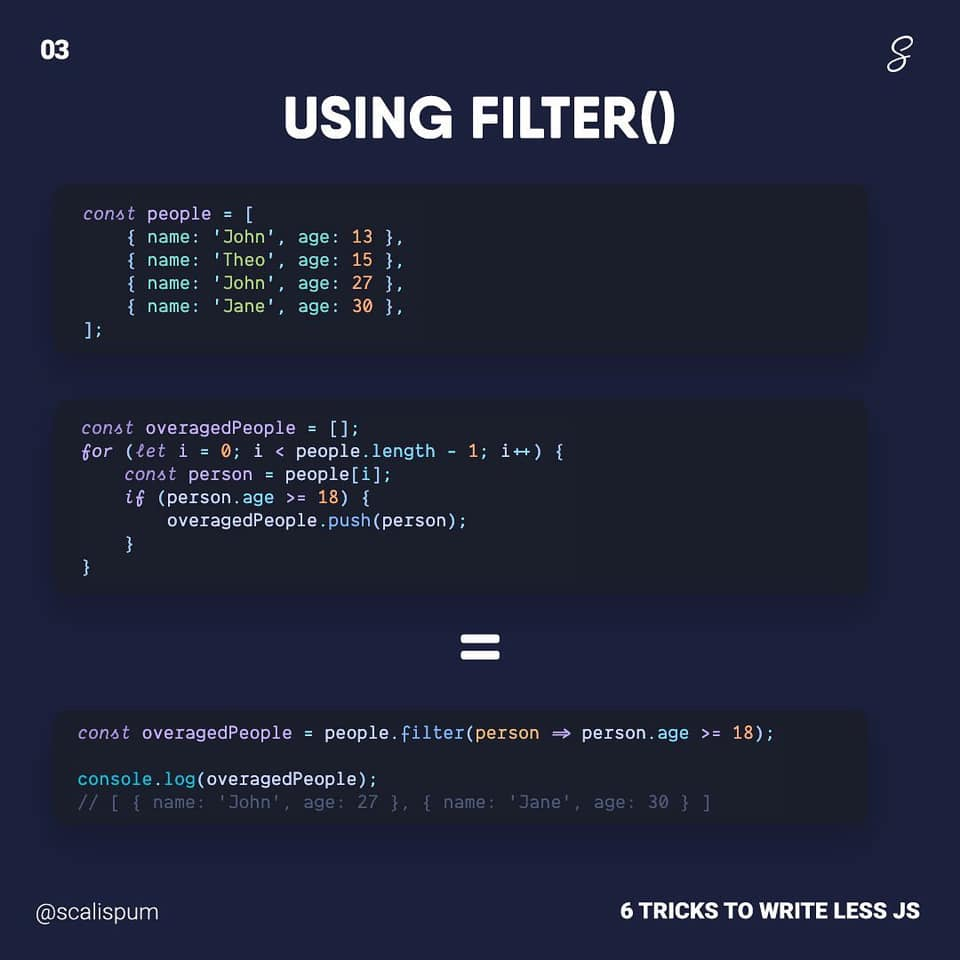 03
S
USING FILTER()
const people = [
    { name: 'John', age: 13 },
    { name: 'Theo', age: 15 },
    { name: 'John', age: 27 },
    { name: 'Jane', age: 30 },
];
const overagedPeople = [];
for (let i = 0; i < people.length - 1; i++) {
    const person = people[i];
    if (person.age >= 18) {
        overagedPeople.push(person);
    }
}
=
const overagedPeople = people.filter(person => person.age >= 18);
console.log(overagedPeople);
// [ { name: 'John', age: 27 }, { name: 'Jane', age: 30 } ]
@scalispum
6 TRICKS TO WRITE LESS JS